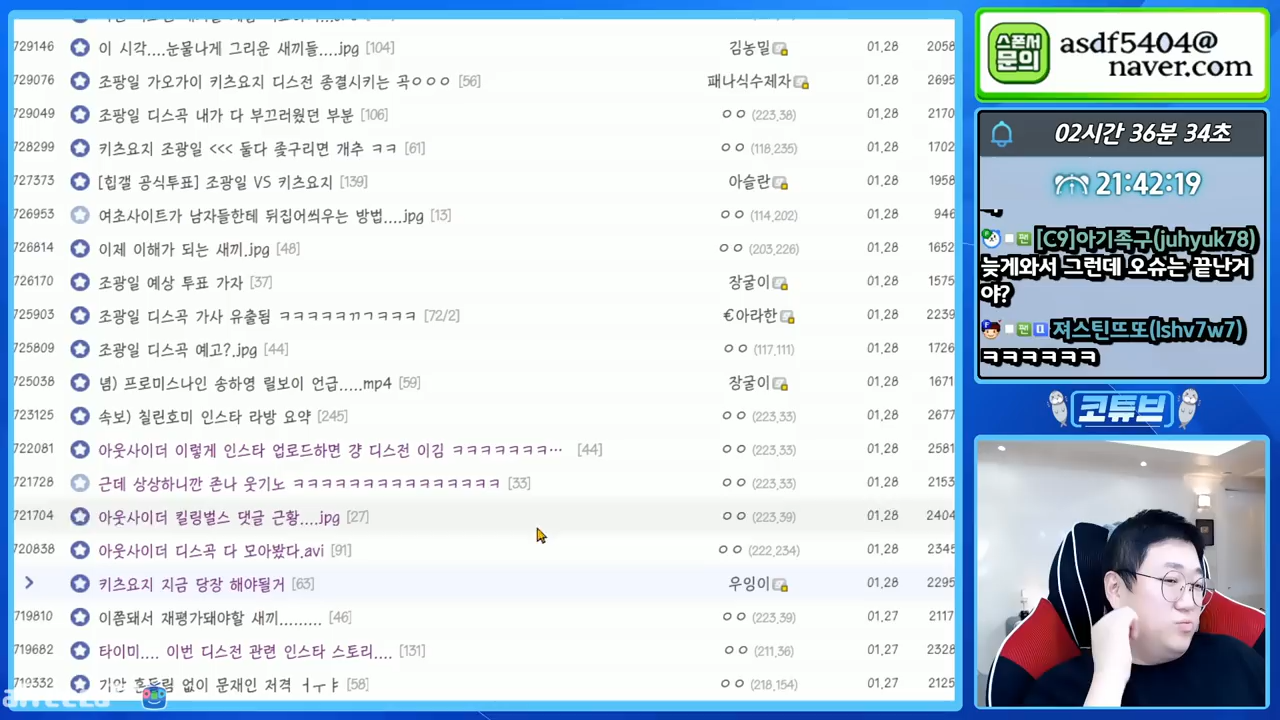 729146 이 시각....눈물나게 그리운 새끼들....jpg [104] 김농밀 01.28 2058
729076 조팡일 가오가이 키츠요지 디스전 종결시키는 곡ㅇㅇㅇ [56] 패나식수제자 01.28 2695
729049 조팡일 디스곡 내가 다 부끄러웠던 부분 [106] ㅇㅇ (223.38) 01.28 2170
728299 키츠요지 조광일 <<< 둘다 좆구리면 개추 ㅋㅋ [61] ㅇㅇ (118.235) 01.28 1702
727373 [힙갤 공식투표] 조광일 VS 키츠요지 [139] 아슬란 01.28 1958
726953 여초사이트가 남자들한테 뒤집어씌우는 방법....jpg [13] ㅇㅇ (114.202) 01.28 946
726814 이제 이해가 되는 새끼.jpg [48] ㅇㅇ (203.226) 01.28 1652
726170 조광일 예상 투표 가자 [37] 장굴이 01.28 1575
725903 조광일 디스곡 가사 유출됨 ㅋㅋㅋㅋㅋㄲㄱㅋㅋㅋ [72/2] €아라한 01.28 2239
725809 조광일 디스곡 예고?.jpg [44] ㅇㅇ (117.111) 01.28 1726
725038 념) 프로미스나인 송하영 릴보이 언급.....mp4 [59] 장굴이 01.28 1671
723125 속보) 칠린호미 인스타 라방 요약 [245] ㅇㅇ (223.33) 01.28 2677
722081 아웃사이더 이렇게 인스타 업로드하면 걍 디스전 이김 ㅋㅋㅋㅋㅋㅋㅋ… [44] ㅇㅇ (223.33) 01.28 2581
721728 근데 상상하니깐 존나 웃기노 ㅋㅋㅋㅋㅋㅋㅋㅋㅋㅋㅋㅋㅋㅋㅋ [33] ㅇㅇ (223.33) 01.28 2153
721704 아웃사이더 킬링벌스 댓글 근황....jpg [27] ㅇㅇ (223.39) 01.28 2404
720838 아웃사이더 디스곡 다 모아봤다.avi [91] ㅇㅇ (222.234) 01.28 2345
키츠요지 지금 당장 해야될거 [63] 우잉이 01.28 2295
719810 이쯤돼서 재평가돼야할 새끼......... [46] ㅇㅇ (223.39) 01.27 2117
719682 타이미.... 이번 디스전 관련 인스타 스토리.... [131] ㅇㅇ (211.36) 01.27 2328
719332 기안 흔들림 없이 문재인 저격 ㅓㅜㅑ [58] ㅇㅇ (218.154) 01.27 2125
스폰서
문의
asdf5404@
naver.com
02시간 36분 34초
21:42:19
[C9]아기족구(juhyuk78)
늦게와서 그런데 오슈는 끝난거
야?
팬 져스틴뜨또(lshv7w7)
ㅋㅋㅋㅋㅋㅋ
코튜브